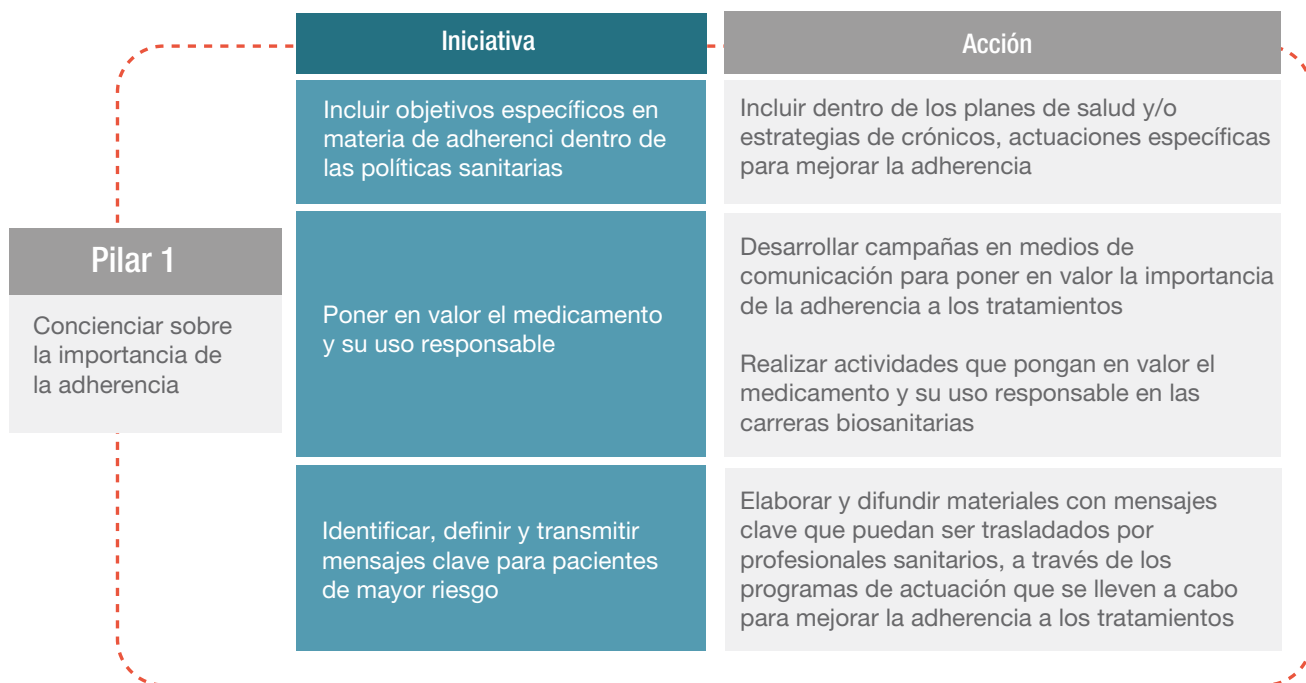 Iniciativa
Acción
Pilar 1
Concienciar sobre
la importancia de
la adherencia
Incluir objetivos específicos en
materia de adherenci dentro de
las políticas sanitarias
Incluir dentro de los planes de salud y/o
estrategias de crónicos, actuaciones específicas
para mejorar la adherencia
Poner en valor el medicamento
y su uso responsable
Desarrollar campañas en medios de
comunicación para poner en valor la importancia
de la adherencia a los tratamientos
Realizar actividades que pongan en valor el
medicamento y su uso responsable en las
carreras biosanitarias
Identificar, definir y transmitir
mensajes clave para pacientes
de mayor riesgo
Elaborar y difundir materiales con mensajes
clave que puedan ser trasladados por
profesionales sanitarios, a través de los
programas de actuación que se lleven a cabo
para mejorar la adherencia a los tratamientos